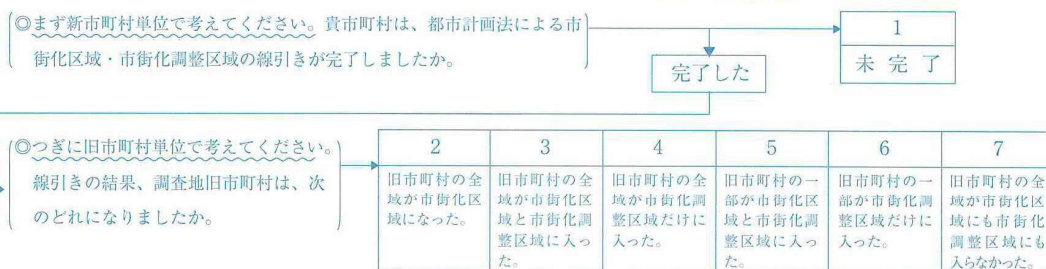 ◎まず新市町村単位で考えてください。貴市町村は、都市計画法による市
街化区域・市街化調整区域の線引きが完了しましたか。
1
未完了
完了した
◎つぎに旧市町村単位で考えてください。
線引きの結果、調査地旧市町村は、次
のどれになりましたか。
2
旧市町村の全
域が市街化区
域になった。
3
旧市町村の全
域が市街化区
域と市街化調
整区域に入っ
た。
4
旧市町村の全
域が市街化調
整区域だけに
入った。
5
旧市町村の一
部が市街化区
域と市街化調
整区域に入っ
た。
6
旧市町村の一
部が市街化調
整区域だけに
入った。
7
旧市町村の全
域が市街化区
域にも市街化
調整区域にも
入らなかった。